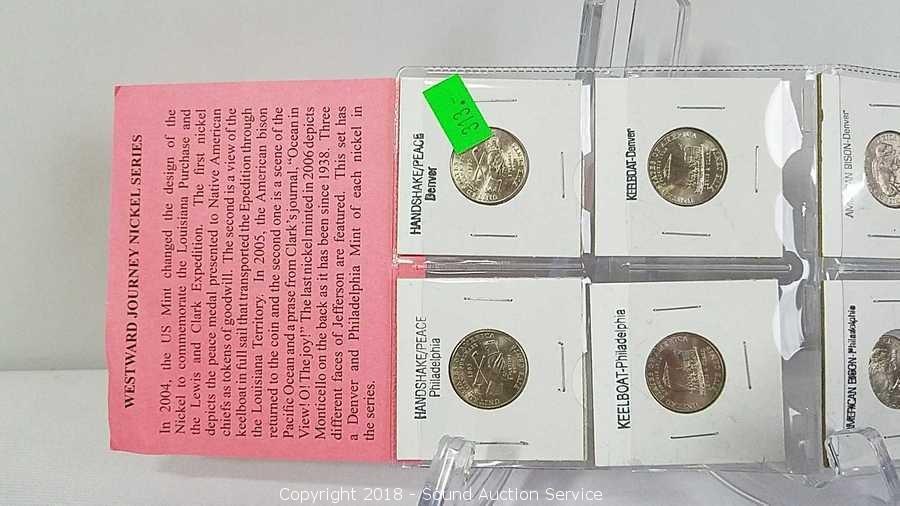 WESTWARD JOURNEY NICKEL SERIES
In 2004, the US Mint changed the design of the
Nickel to commemorate the Louisiana Purchase and
the Lewis and Clark Expedition. The first nickel
depicts the peace medal presented to Native American
chiefs as tokens of goodwill. The second is a view of the
keelboat in full sail that transported the Epedition through
the Louisiana Territory. In 2005, the American bison
returned to the coin and the second one is a scene of the
Pacific Ocean and a prase from Clark's journal, "Ocean in
View! O! The joy!" The last nickel minted in 2006 depicts
Monticello on the back as it has been since 1938. Three
different faces of Jefferson are featured. This set has
a Denver and Philadelphia Mint of each nickel in
the series.
HANDSHAKE/PEACE
Denver
313.-
KEELBOAT-Denver
BISON-Denver
HANDSHAKE/PEACE
Philadelphia
KEELBOAT-Philadelphia
AMERICAN BISON-Philadelphia
Copyright 2018 - Sound Auction Service